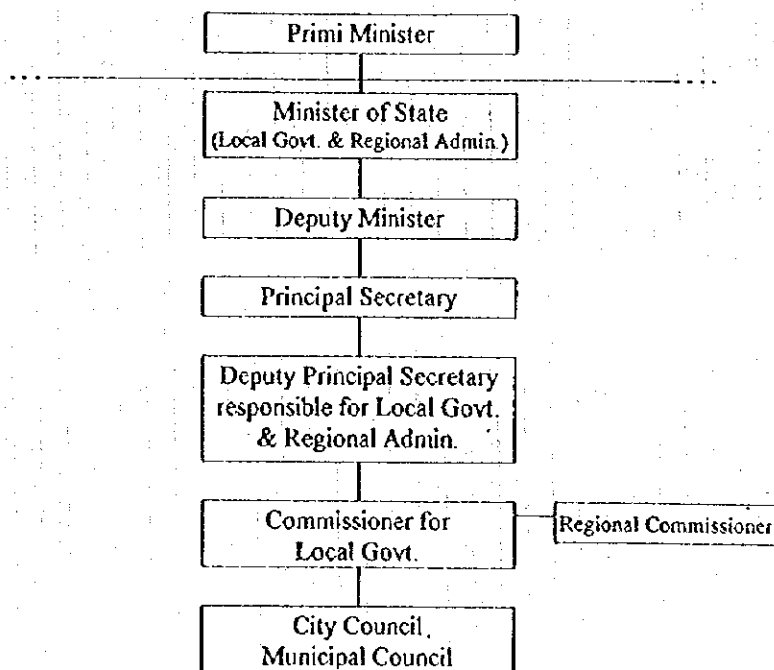 Primi Minister
Minister of State
(Local Govt. & Regional Admin.)
Deputy Minister
Principal Secretary
Deputy Principal Secretary
responsible for Local Govt.
& Regional Admin.
Commissioner for
Local Govt.
Regional Commissioner
City Council,
Municipal Council